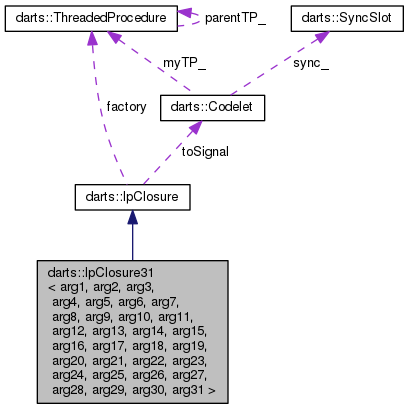 darts::ThreadedProcedure
darts::SyncSlot
parentTP_
myTP_
sync_
factory
darts::Codelet
toSignal
darts::lpClosure
darts::lpClosure31
< arg1, arg2, arg3,
arg4, arg5, arg6, arg7,
arg8, arg9, arg10, arg11,
arg12, arg13, arg14, arg15,
arg16, arg17, arg18, arg19,
arg20, arg21, arg22, arg23,
arg24, arg25, arg26, arg27,
arg28, arg29, arg30, arg31 >